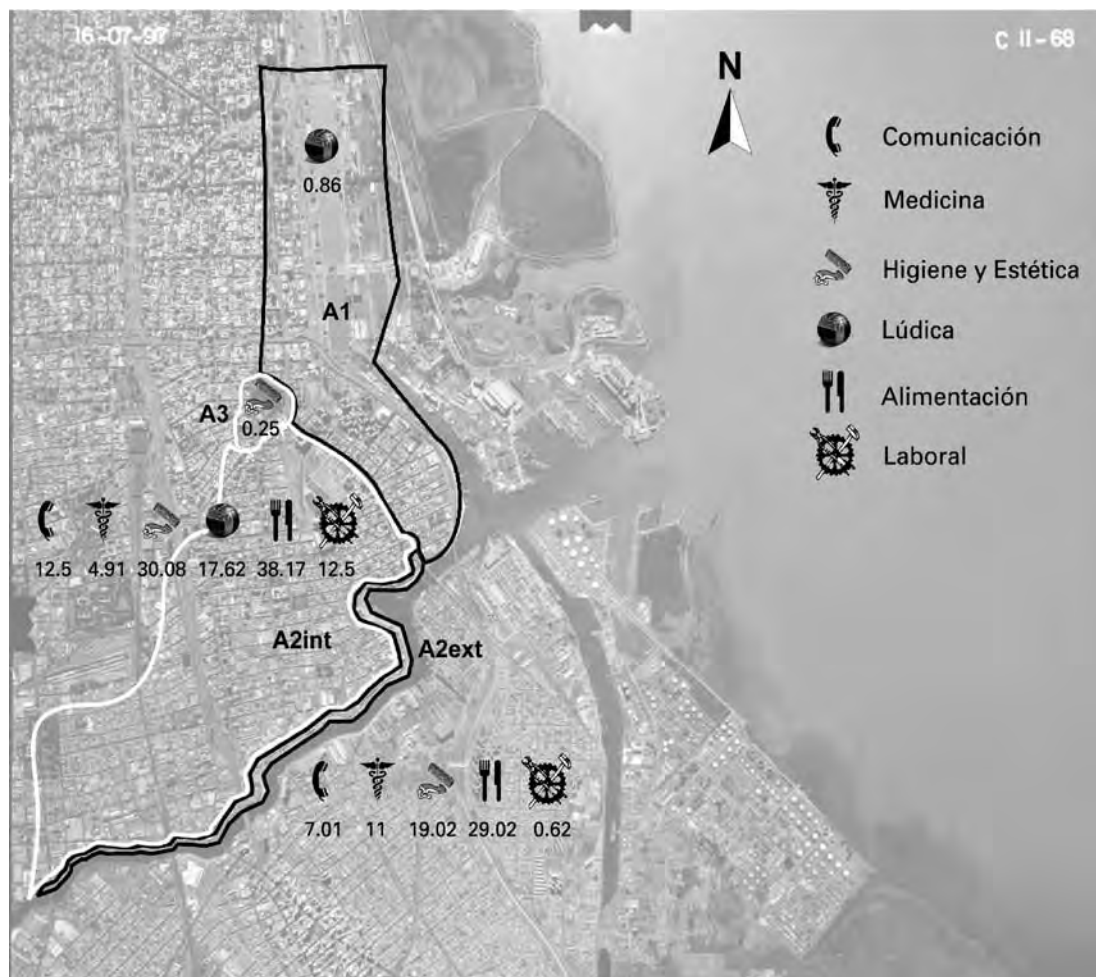 16-07-97
C II-68
N
Comunicación
Medicina
Higiene y Estética
Lúdica
Alimentación
Laboral
0.86
A1
A3
0.25
12.5 4.91 30.08 17.62 38.17 12.5
A2int
A2ext
7.01 11 19.02 29.02 0.62